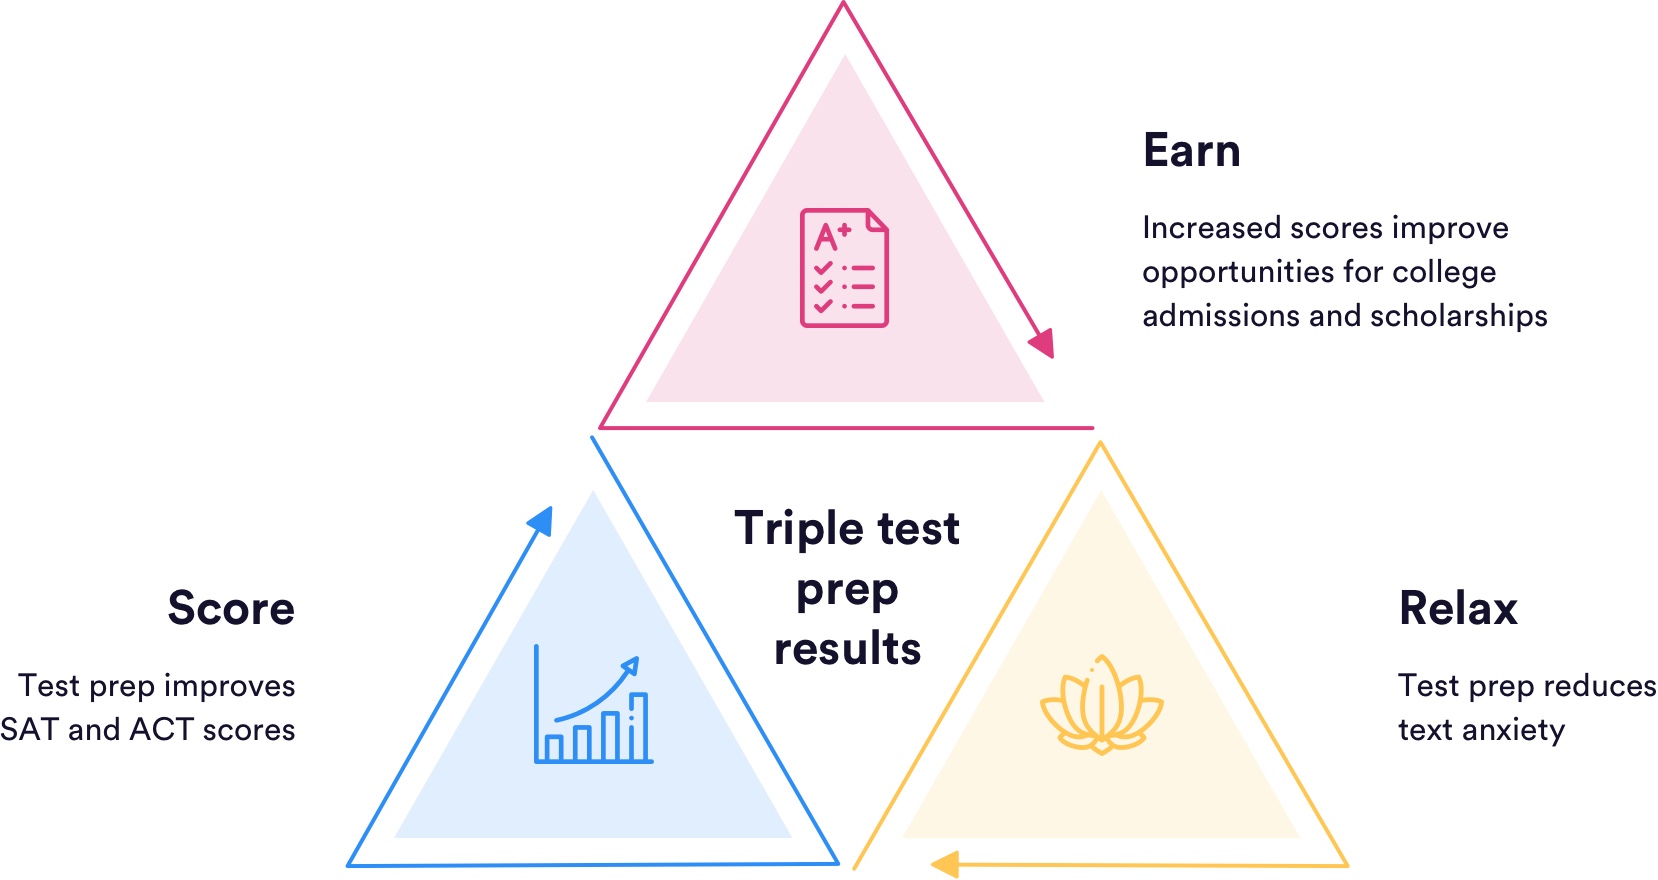 Earn
Increased scores improve
opportunities for college
admissions and scholarships
A+
Triple test
prep
results
Score
Test prep improves
SAT and ACT scores
Relax
Test prep reduces
text anxiety